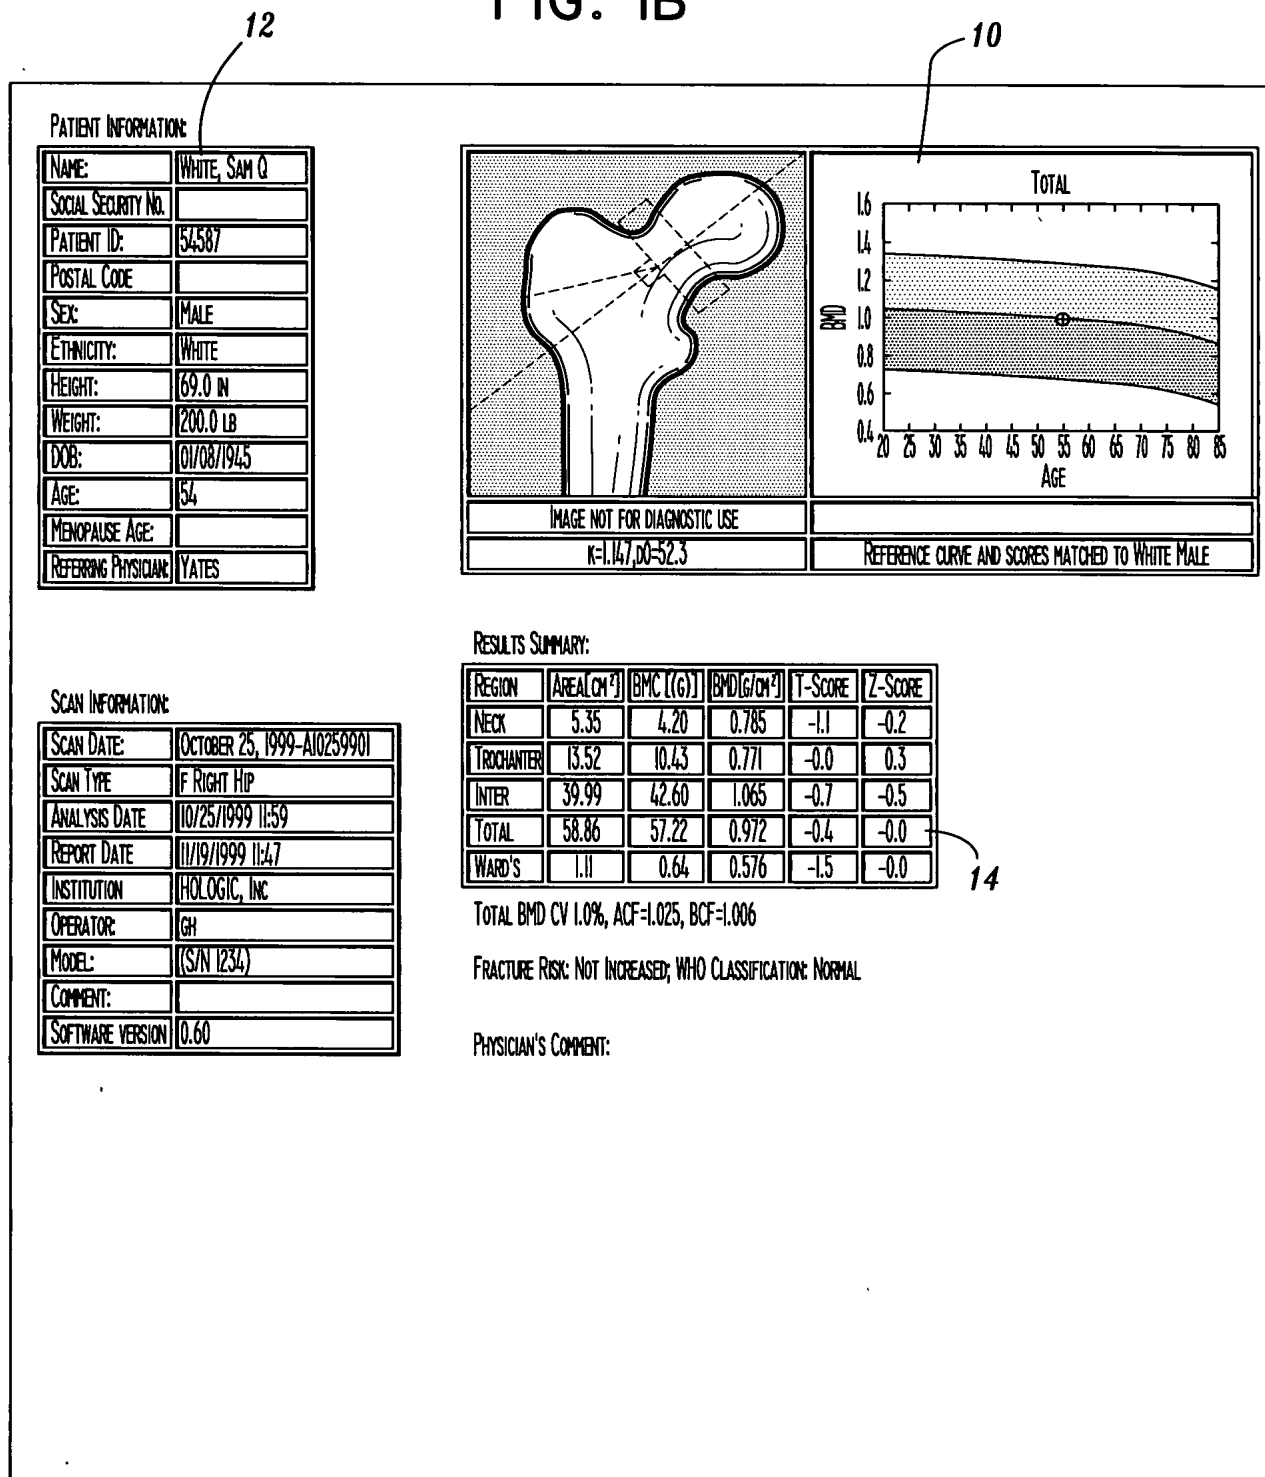 FIG. 1B
12
10
PATIENT INFORMATION:
NAME: WHITE, SAM Q
SOCIAL SECURITY NO.
PATIENT ID: 54587
POSTAL CODE
SEX: MALE
ETHNICITY: WHITE
HEIGHT: 69.0 IN
WEIGHT: 200.0 LB
DOB: 01/08/1945
AGE: 54
MENOPAUSE AGE:
REFERRING PHYSICIAN: YATES
TOTAL
BMD
1.6
1.4
1.2
1.0
0.8
0.6
0.4
20 25 30 35 40 45 50 55 60 65 70 75 80 85
AGE
IMAGE NOT FOR DIAGNOSTIC USE
K=1.147, D0=52.3
REFERENCE CURVE AND SCORES MATCHED TO WHITE MALE
SCAN INFORMATION:
SCAN DATE: OCTOBER 25, 1999-A10259901
SCAN TYPE F RIGHT HIP
ANALYSIS DATE 10/25/1999 11:59
REPORT DATE 11/19/1999 11:47
INSTITUTION HOLOGIC, INC
OPERATOR: GH
MODEL: (S/N 1234)
COMMENT:
SOFTWARE VERSION 0.60
RESULTS SUMMARY:
REGION AREA[CM²] BMC [(G)] BMD[G/CM²] T-SCORE Z-SCORE
NECK 5.35 4.20 0.785 -1.1 -0.2
TROCHANTER 13.52 10.43 0.771 -0.0 0.3
INTER 39.99 42.60 1.065 -0.7 -0.5
TOTAL 58.86 57.22 0.972 -0.4 -0.0
WARD'S 1.11 0.64 0.576 -1.5 -0.0
14
TOTAL BMD CV 1.0%, ACF=1.025, BCF=1.006
FRACTURE RISK: NOT INCREASED; WHO CLASSIFICATION: NORMAL
PHYSICIAN'S COMMENT: